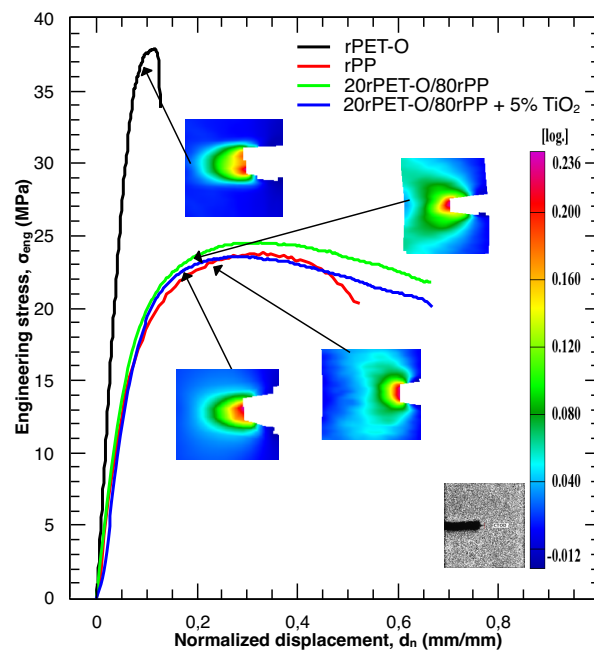 40
35
30
25
20
15
10
5
0
Engineering stress, σeng (MPa)
rPET-O
rPP
20rPET-O/80rPP
20rPET-O/80rPP + 5% TiO₂
[log.]
0.236
0.200
0.160
0.120
0.080
0.040
-0.012
0 0,2 0,4 0,6 0,8 1
Normalized displacement, dn (mm/mm)